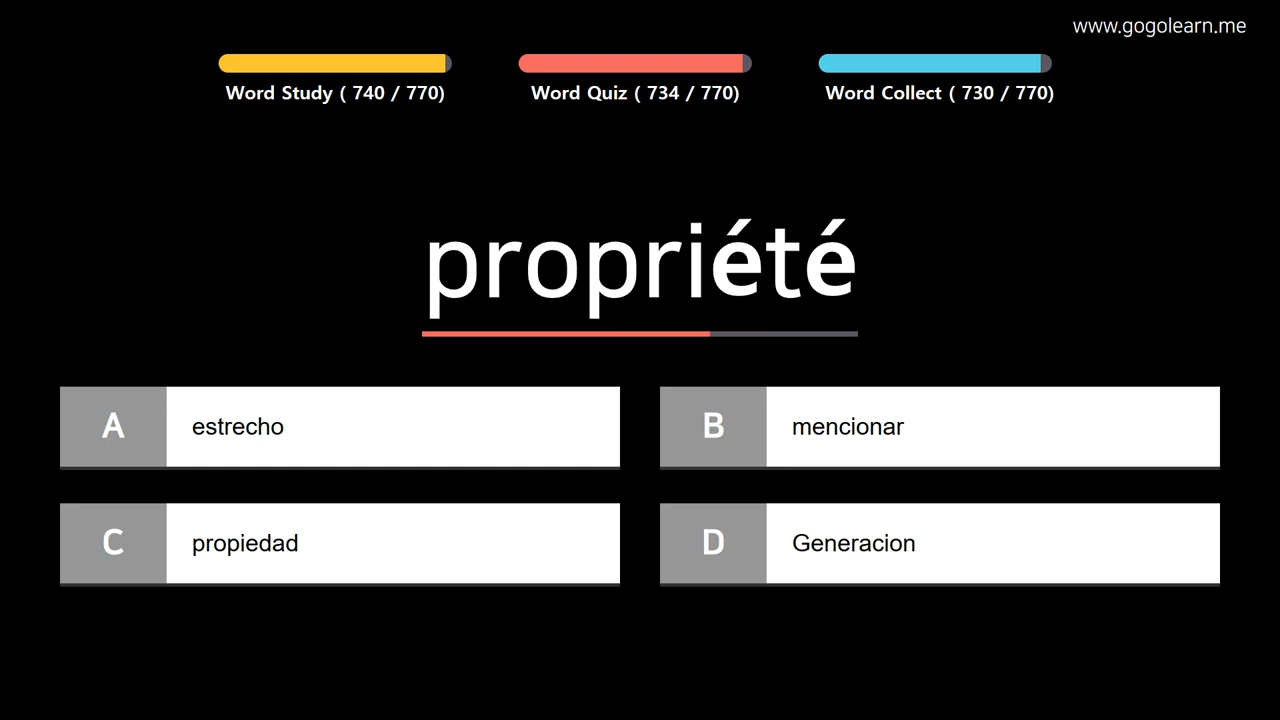 www.gogolearn.me
Word Study ( 740 / 770)
Word Quiz ( 734 / 770)
Word Collect ( 730 / 770)
propriété
A estrecho
B mencionar
C propiedad
D Generacion